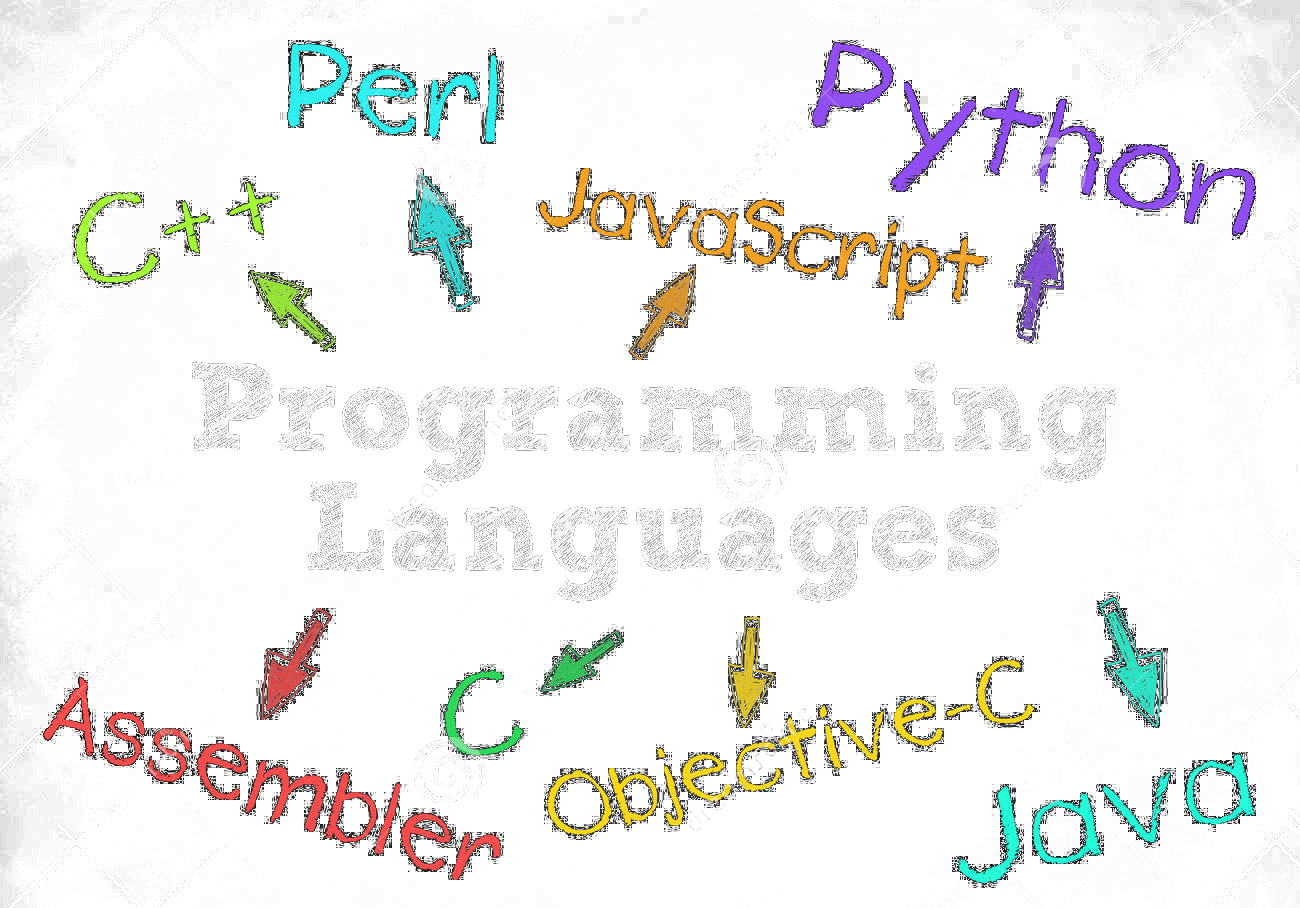 Perl
Python
C++
JavaScript
Programming
Languages
Assembler
C
Objective-C
Java